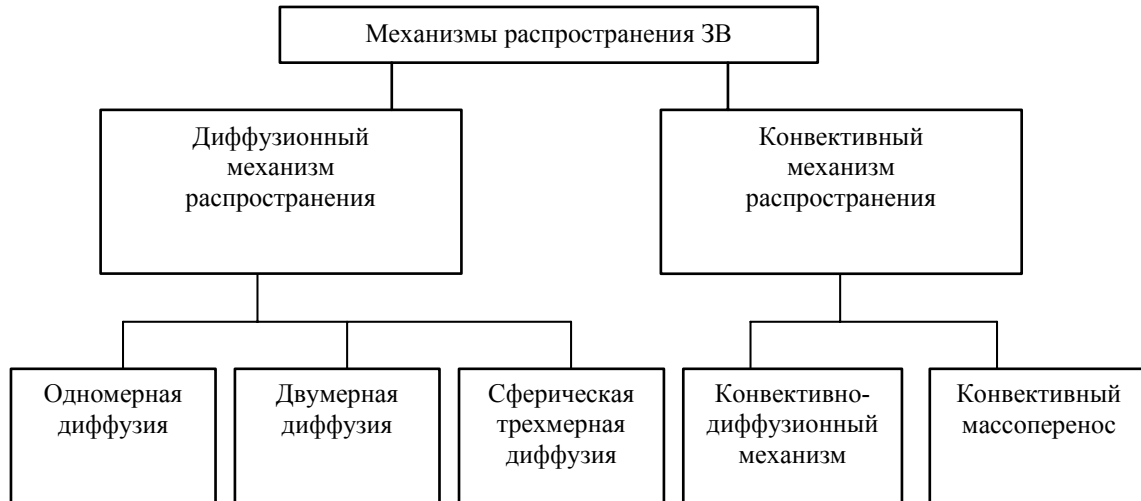 Механизмы распространения ЗВ
Диффузионный
механизм
распространения
Конвективный
механизм
распространения
Одномерная
диффузия
Двумерная
диффузия
Сферическая
трехмерная
диффузия
Конвективно-
диффузионный
механизм
Конвективный
массоперенос